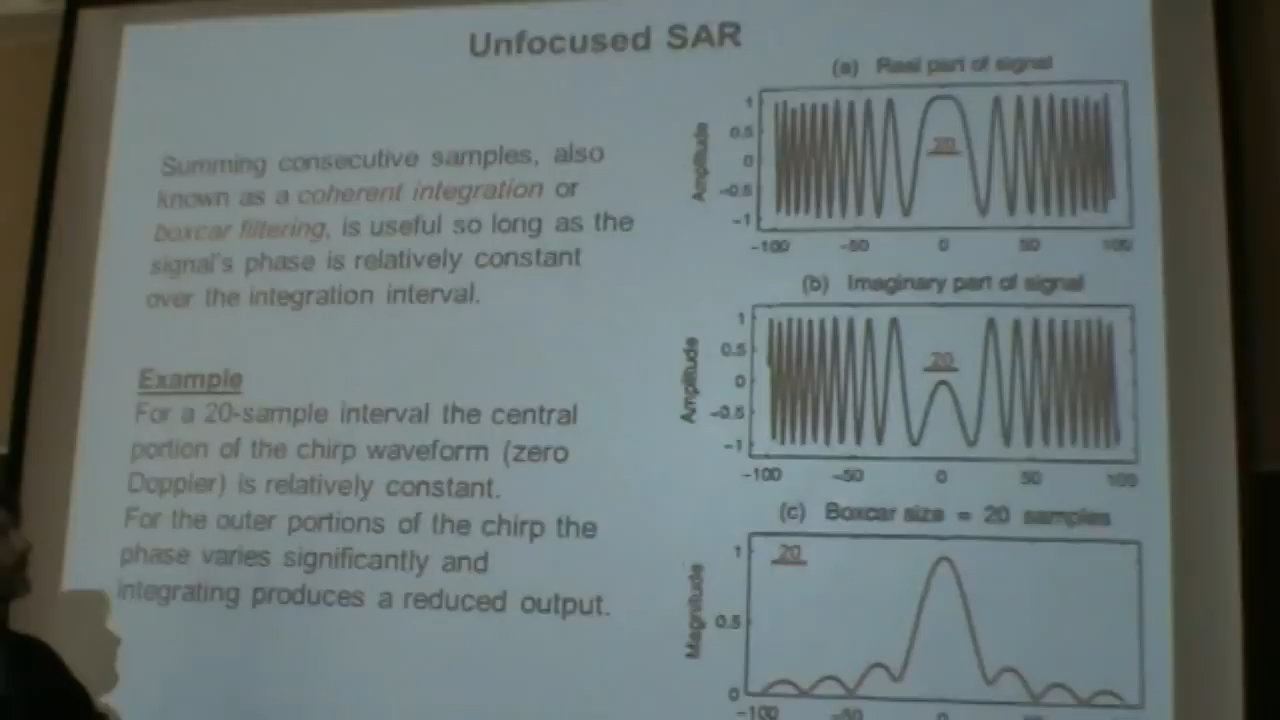 Unfocused SAR
Summing consecutive samples, also
known as a coherent integration or
boxcar filtering, is useful so long as the
signal's phase is relatively constant
over the integration interval.
Example
For a 20-sample interval the central
portion of the chirp waveform (zero
Doppler) is relatively constant.
For the outer portions of the chirp the
phase varies significantly and
integrating produces a reduced output.
(a) Real part of signal
Amplitude
1
0.5
0
-0.5
-1
20
-100 -50 0 50 100
(b) Imaginary part of signal
Amplitude
1
0.5
0
-0.5
-1
20
-100 -50 0 50 100
(c) Boxcar size = 20 samples
Magnitude
1
0.5
0
20
-100 -50 0